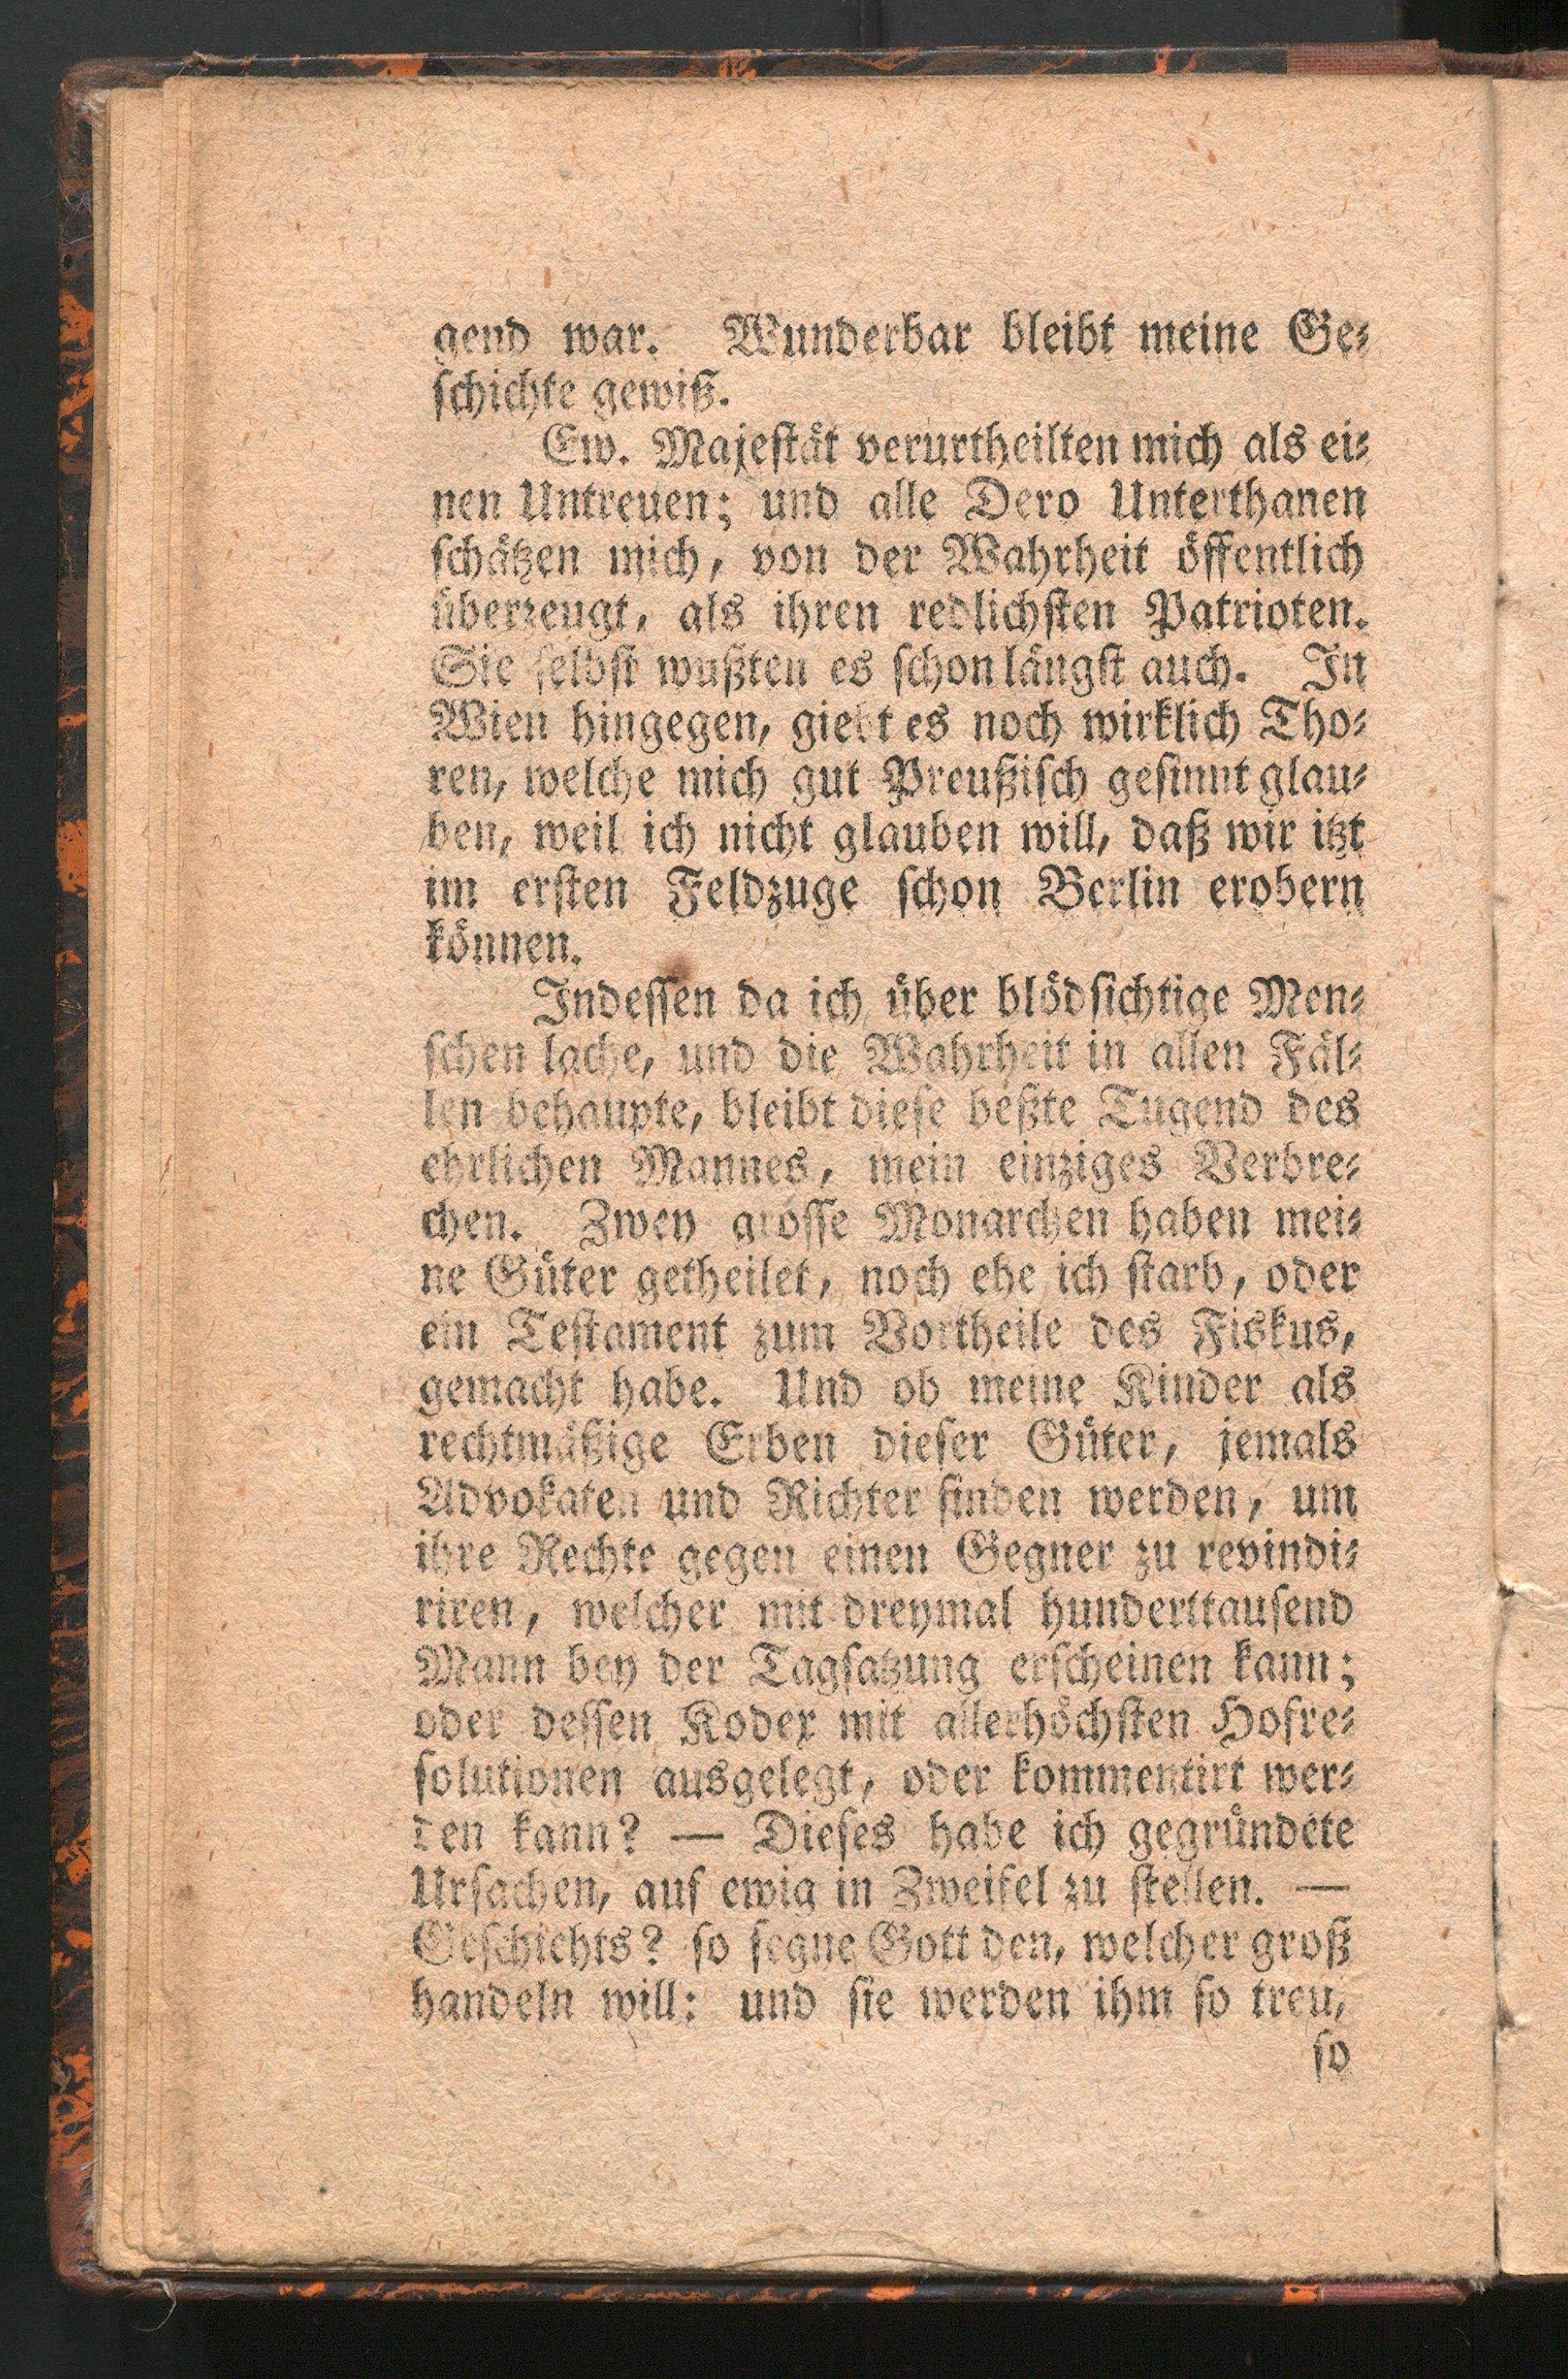 gend war. Wunderbar bleibt meine Ge-
schichte gewiß.
Ew. Majestät verurtheilten mich als ei-
nen Untreuen; und alle Dero Unterthanen
schätzen mich, von der Wahrheit öffentlich
überzeugt, als ihren redlichsten Patrioten.
Sie selbst wußten es schon längst auch. In
Wien hingegen, giebt es noch wirklich Tho-
ren, welche mich gut Preußisch gesinnt glau-
ben, weil ich nicht glauben will, daß wir itzt
im ersten Feldzuge schon Berlin erobern
können.
Indessen da ich über blödsichtige Men-
schen lache, und die Wahrheit in allen Fäl-
len behaupte, bleibt diese beßte Tugend des
ehrlichen Mannes, mein einziges Verbre-
chen. Zwey grosse Monarchen haben mei-
ne Güter getheilet, noch ehe ich starb, oder
ein Testament zum Vortheile des Fiskus,
gemacht habe. Und ob meine Kinder als
rechtmäßige Erben dieser Güter, jemals
Advokaten und Richter finden werden, um
ihre Rechte gegen einen Gegner zu revindi-
riren, welcher mit dreymal hunderttausend
Mann bey der Tagsatzung erscheinen kann;
oder dessen Kodex mit allerhöchsten Hofre-
solutionen ausgelegt, oder kommentirt wer-
den kann? — Dieses habe ich gegründete
Ursachen, auf ewig in Zweifel zu stellen. —
Geschiehts? so segne Gott den, welcher groß
handeln will: und sie werden ihm so treu,
so